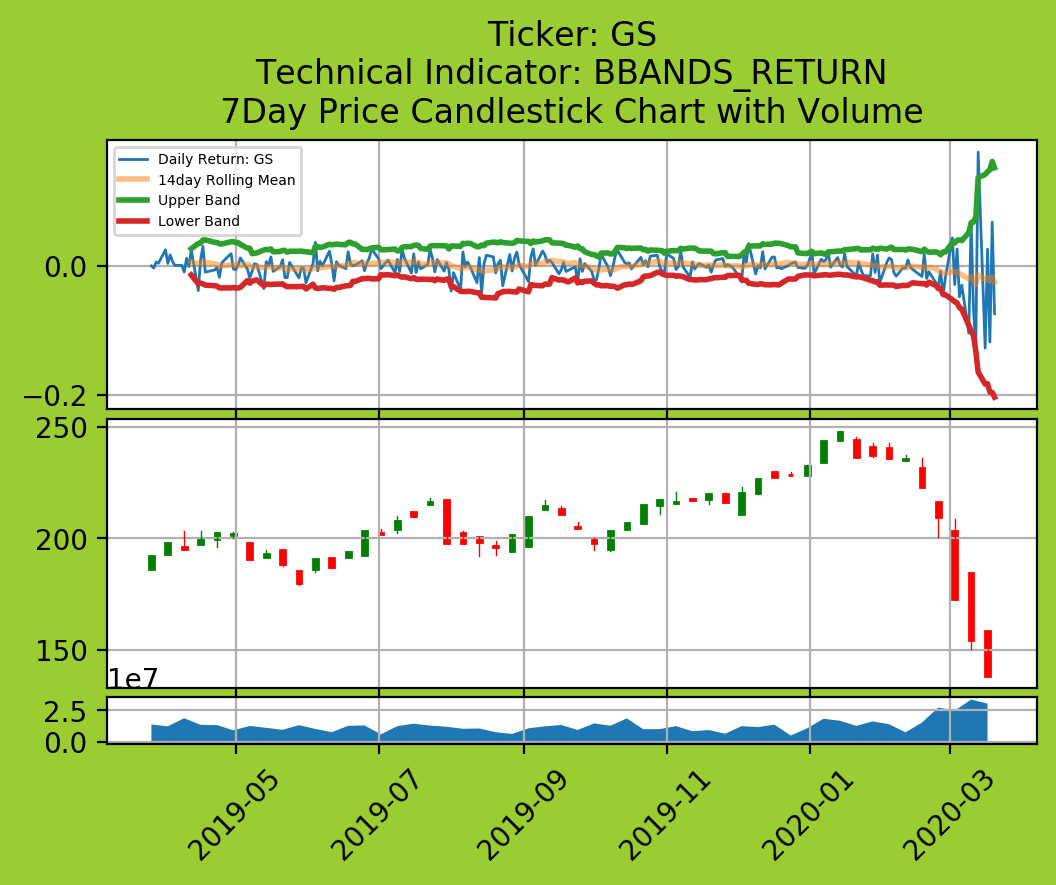 Ticker: GS
Technical Indicator: BBANDS_RETURN
7Day Price Candlestick Chart with Volume
Daily Return: GS
14day Rolling Mean
Upper Band
Lower Band
0.0
−0.2
250
200
150
1e7
2.5
0.0
2019-05
2019-07
2019-09
2019-11
2020-01
2020-03